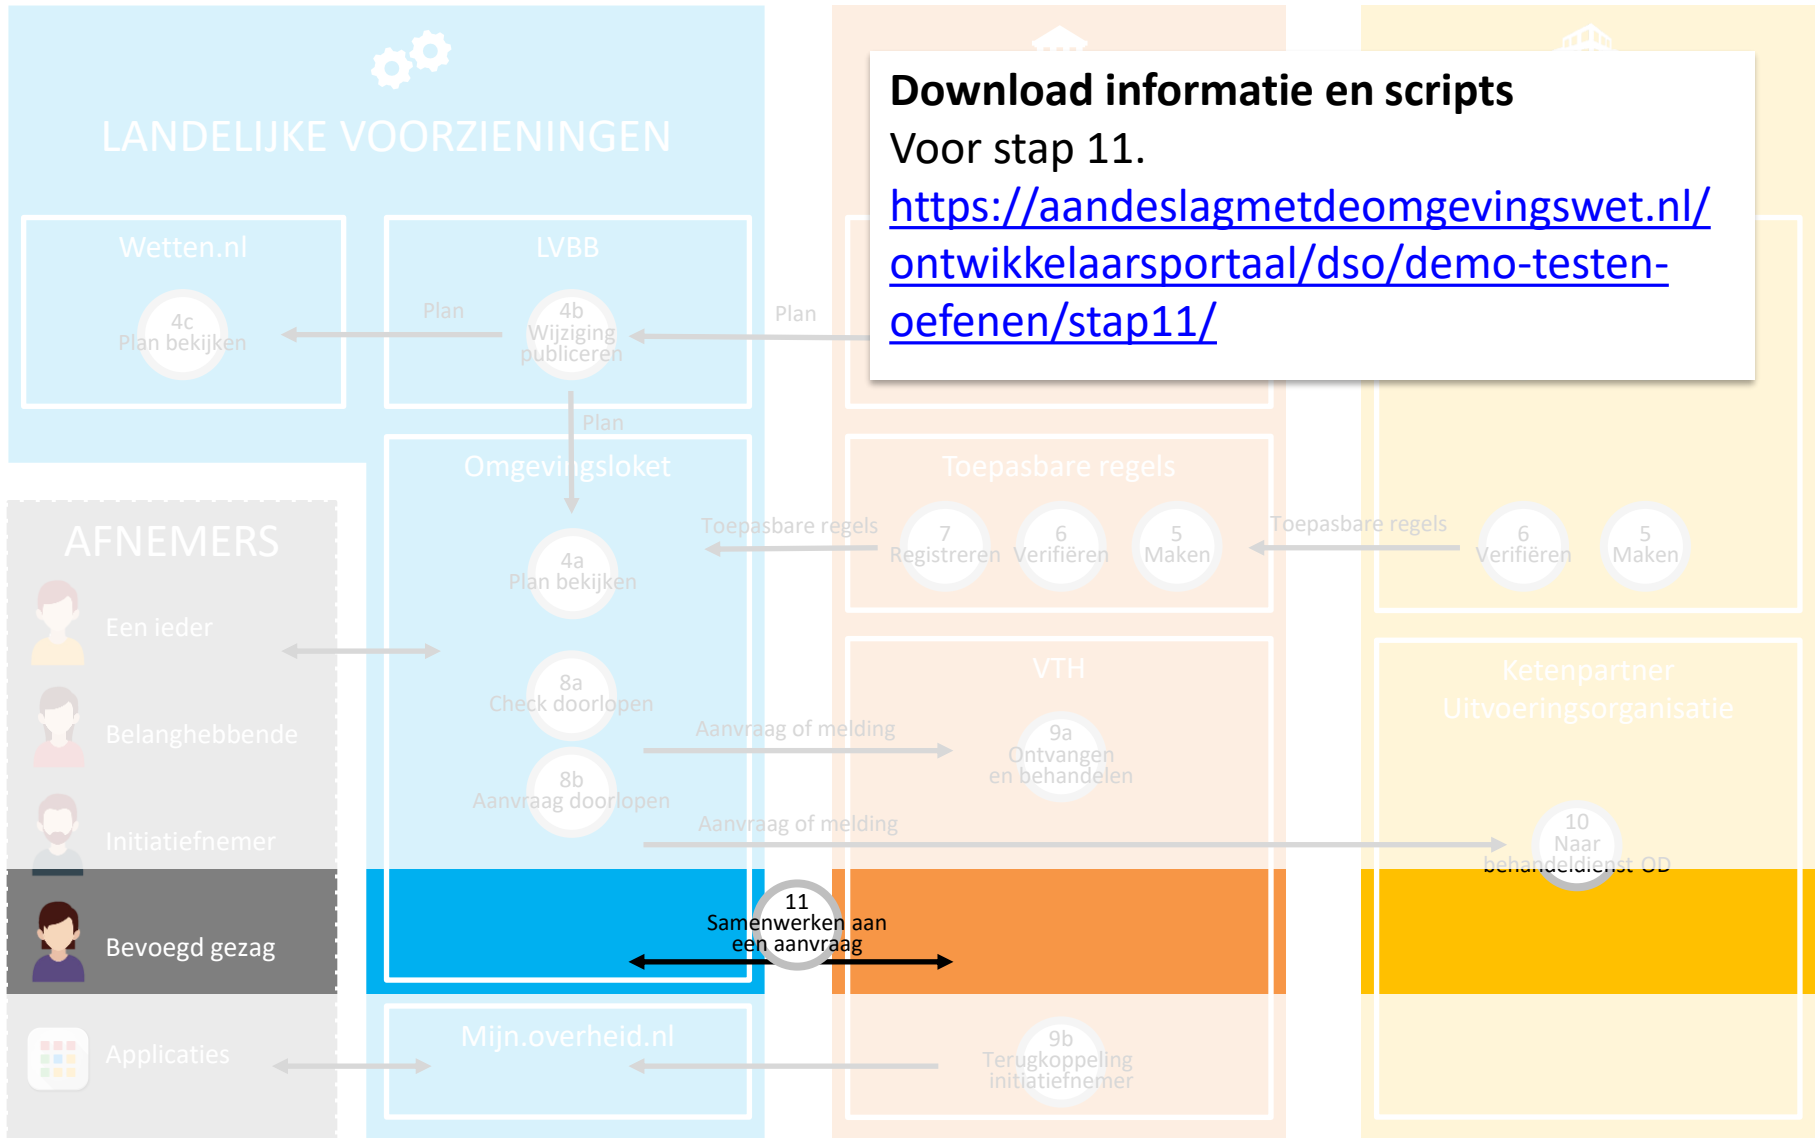 LANDELIJKE VOORZIENINGEN
Download informatie en scripts
Voor stap 11.
https://aandeslagmetdeomgevingswet.nl/
ontwikkelaarsportaal/dso/demo-testen-
oefenen/stap11/
Wetten.nl
4c
Plan bekijken
Plan
LVBB
4b
Wijziging
publiceren
Plan
Plan
Omgevingsloket
4a
Plan bekijken
8a
Check doorlopen
8b
Aanvraag doorlopen
Toepasbare regels
Toepasbare regels
7
Registreren
6
Verifiëren
5
Maken
Toepasbare regels
6
Verifiëren
5
Maken
AFNEMERS
Een ieder
Belanghebbende
Initiatiefnemer
Bevoegd gezag
Applicaties
Aanvraag of melding
Aanvraag of melding
VTH
9a
Ontvangen
en behandelen
Ketenpartner
Uitvoeringsorganisatie
10
Naar
behandeldienst OD
11
Samenwerken aan
een aanvraag
Mijn.overheid.nl
9b
Terugkoppeling
initiatiefnemer